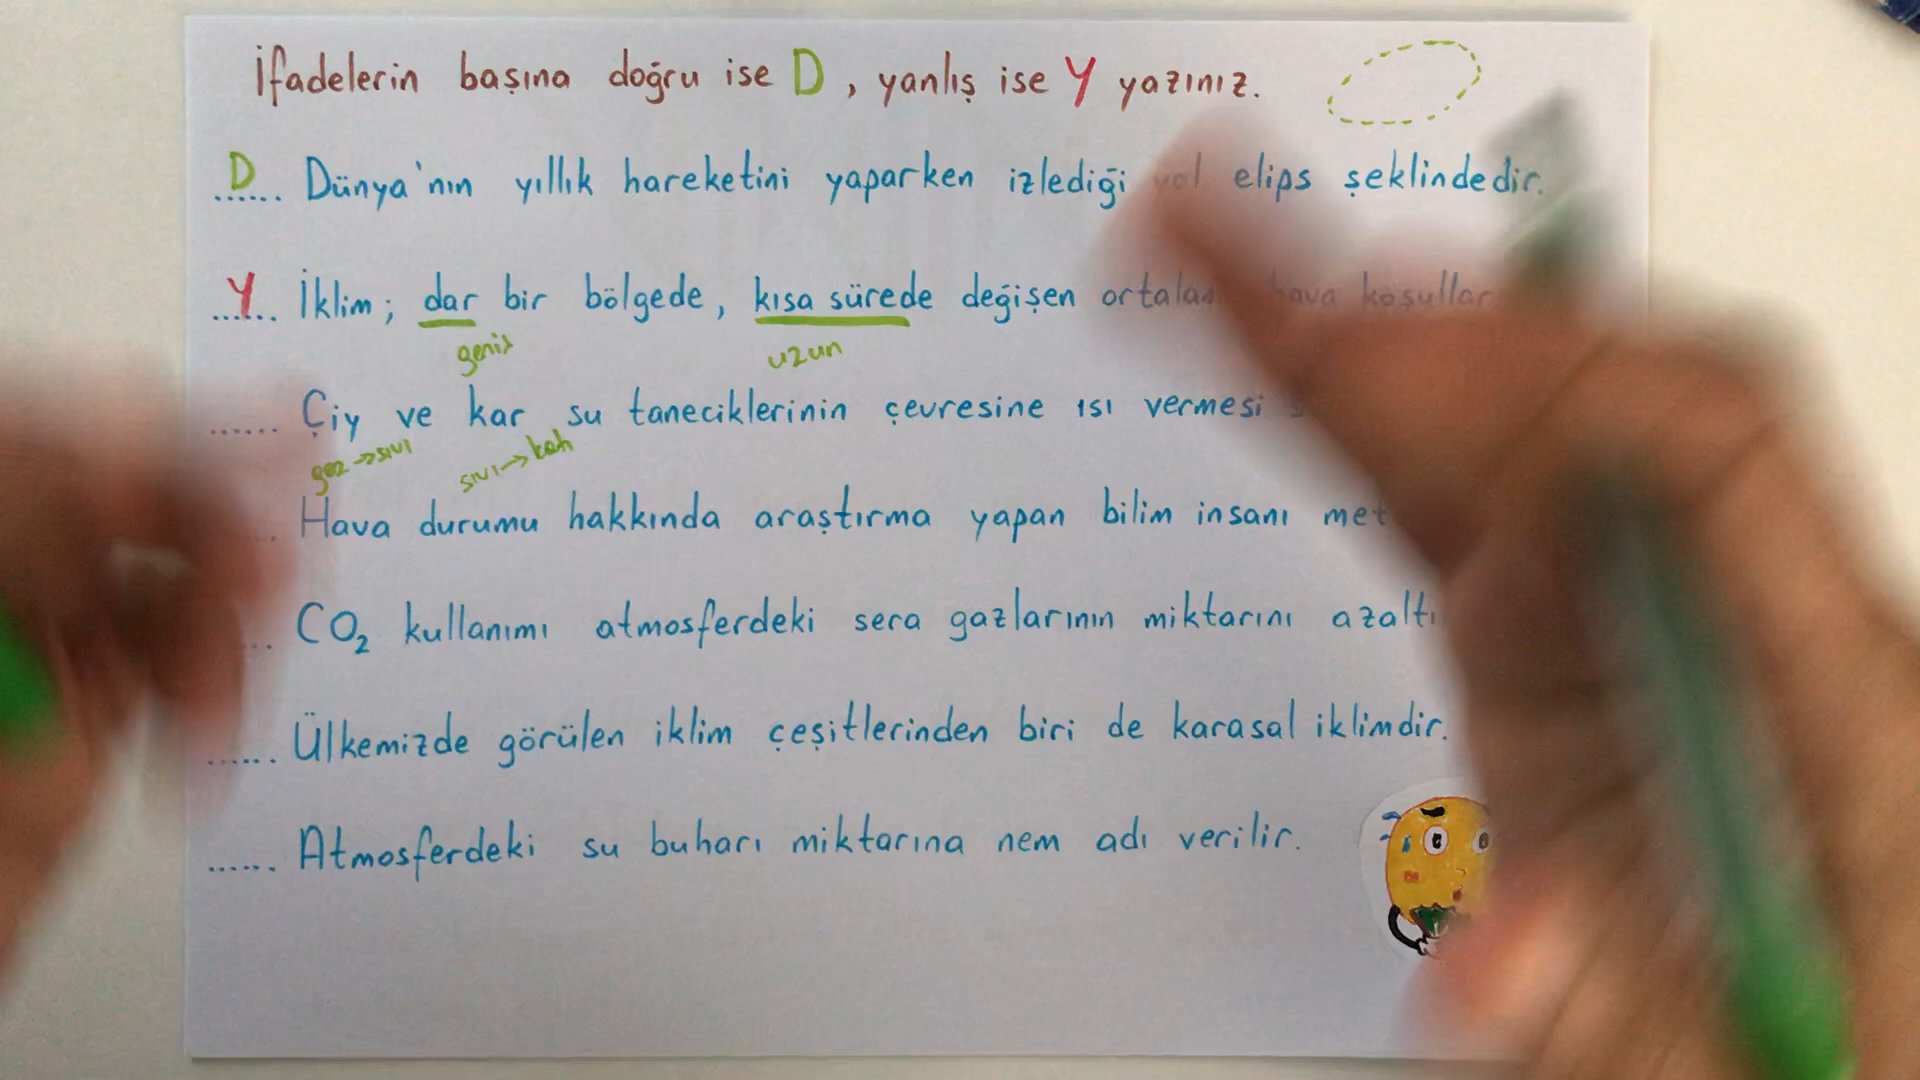 İfadelerin başına doğru ise D, yanlış ise Y yazınız.
D Dünya'nın yıllık hareketini yaparken izlediği yol elips şeklindedir.
Y İklim; dar bir bölgede, kısa sürede değişen hava
geniş uzun
...... Çiy ve kar su taneciklerinin çevresine ısı vermesi
gaz→sıvı sıvı→katı
Hava durumu hakkında araştırma yapan bilim insanı
CO₂ kullanımı atmosferdeki sera gazlarının miktarını
...... Ülkemizde görülen iklim çeşitlerinden biri de karasal iklimdir.
...... Atmosferdeki su buharı miktarına nem adı verilir.